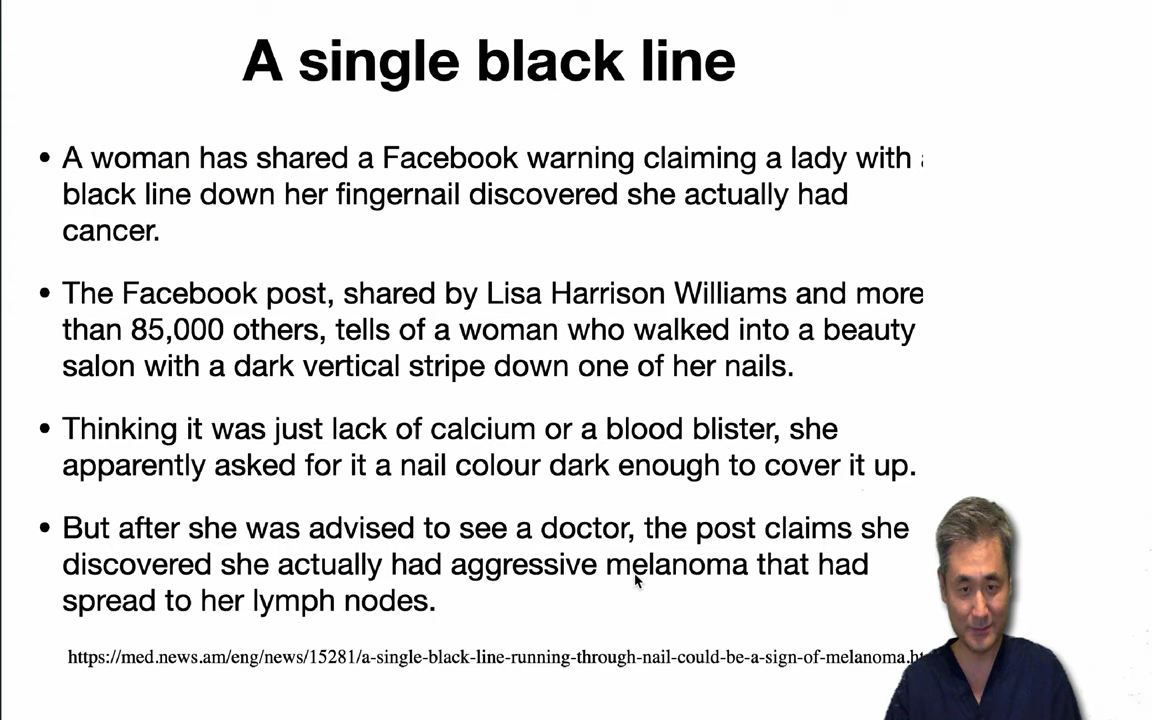 A single black line
• A woman has shared a Facebook warning claiming a lady with
black line down her fingernail discovered she actually had
cancer.
• The Facebook post, shared by Lisa Harrison Williams and more
than 85,000 others, tells of a woman who walked into a beauty
salon with a dark vertical stripe down one of her nails.
• Thinking it was just lack of calcium or a blood blister, she
apparently asked for it a nail colour dark enough to cover it up.
• But after she was advised to see a doctor, the post claims she
discovered she actually had aggressive melanoma that had
spread to her lymph nodes.
https://med.news.am/eng/news/15281/a-single-black-line-running-through-nail-could-be-a-sign-of-melanoma.h